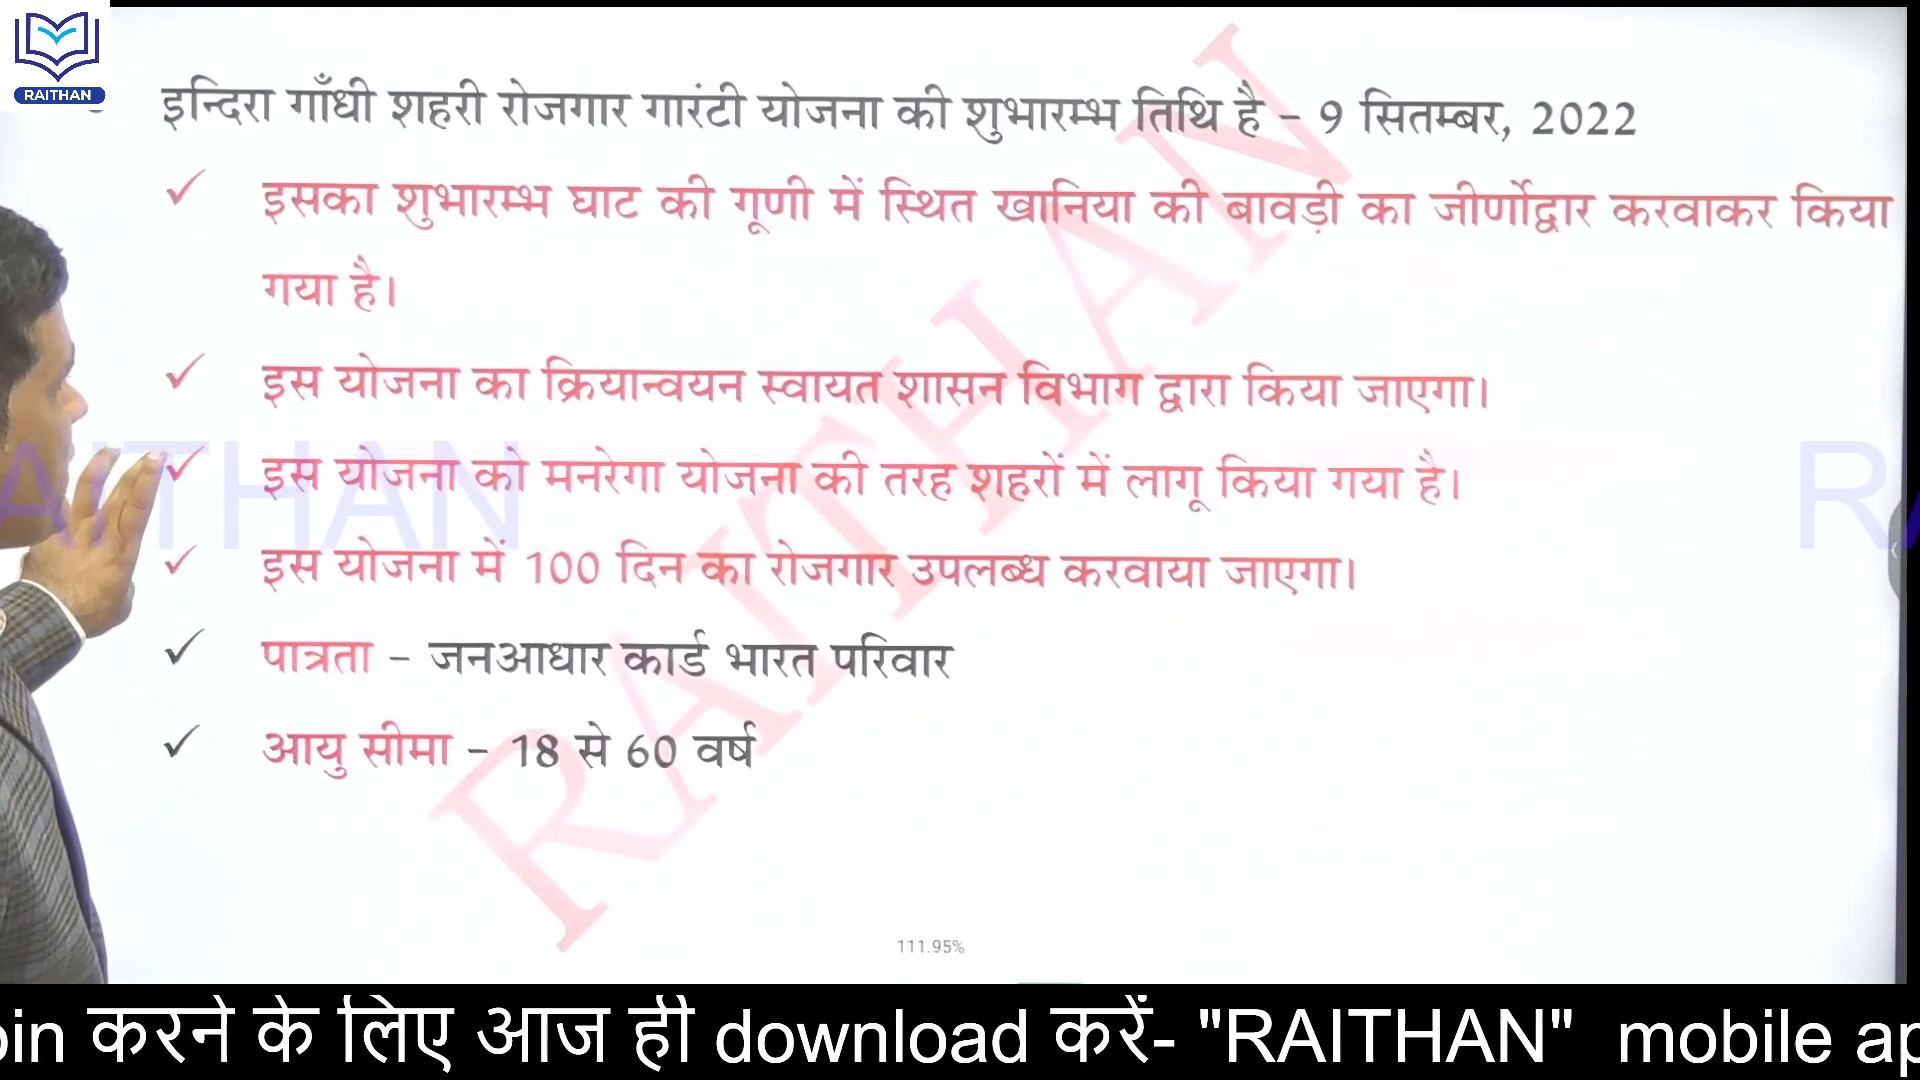 RAITHAN
इन्दिरा गाँधी शहरी रोजगार गारंटी योजना की शुभारम्भ तिथि है – 9 सितम्बर, 2022
✓ इसका शुभारम्भ घाट की गूणी में स्थित खानिया की बावड़ी का जीर्णोद्वार करवाकर किया
गया है।
✓ इस योजना का क्रियान्वयन स्वायत शासन विभाग द्वारा किया जाएगा।
✓ इस योजना को मनरेगा योजना की तरह शहरों में लागू किया गया है।
✓ इस योजना में 100 दिन का रोजगार उपलब्ध करवाया जाएगा।
✓ पात्रता – जनआधार कार्ड भारत परिवार
✓ आयु सीमा – 18 से 60 वर्ष
RAITHAN
111.95%
करने के लिए आज ही download करें- "RAITHAN" mobile